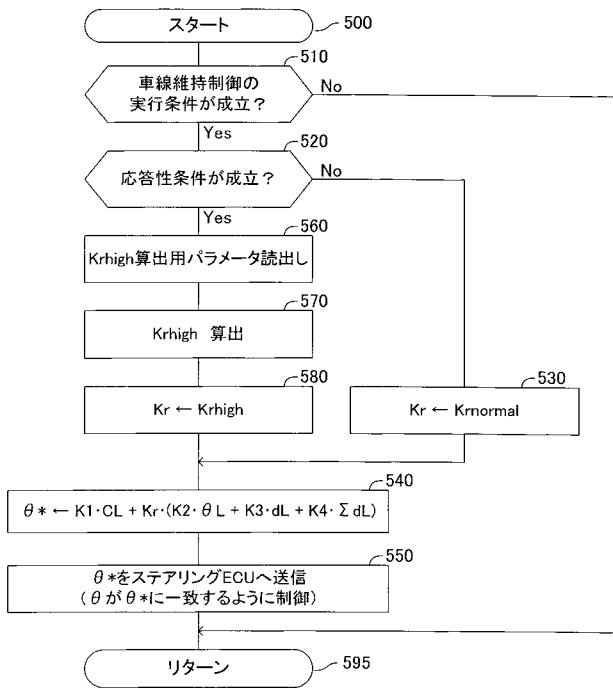 スタート
500
510
車線維持制御の
実行条件が成立？
No
Yes
520
応答性条件が成立？
No
Yes
560
Krhigh算出用パラメータ読出し
570
Krhigh 算出
580
Kr ← Krhigh
530
Kr ← Krnormal
540
θ* ← K1・CL + Kr・(K2・θL + K3・dL + K4・ΣdL)
550
θ*をステアリングECUへ送信
(θがθ*に一致するように制御)
リターン
595